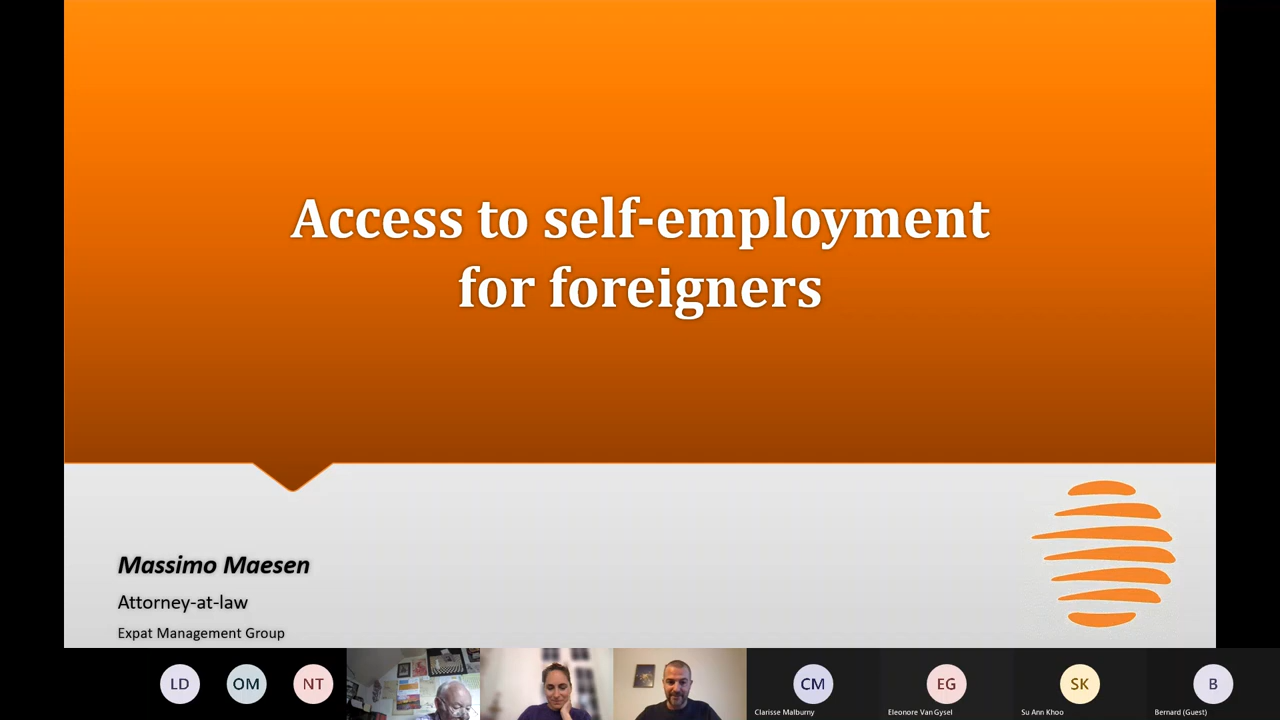 Access to self-employment
for foreigners
Massimo Maesen
Attorney-at-law
Expat Management Group
LD
OM
NT
CM
EG
SK
B
Clarisse Malburny
Eleonore Van Gysel
Su Ann Khoo
Bernard (Guest)